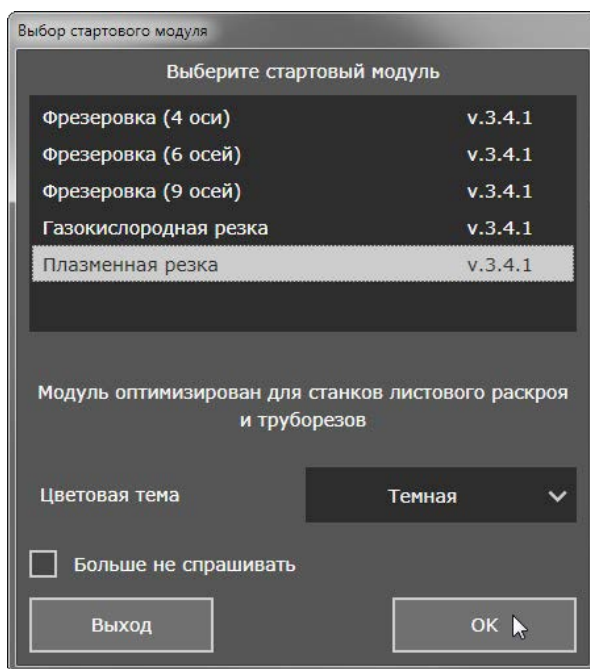 Выбор стартового модуля
Выберите стартовый модуль
Фрезеровка (4 оси) v.3.4.1
Фрезеровка (6 осей) v.3.4.1
Фрезеровка (9 осей) v.3.4.1
Газокислородная резка v.3.4.1
Плазменная резка v.3.4.1
Модуль оптимизирован для станков листового раскроя
и труборезов
Цветовая тема Темная
Больше не спрашивать
Выход OK